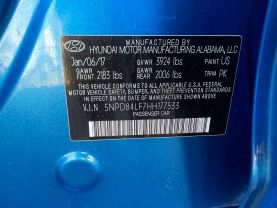 MANUFACTURED BY
HYUNDAI MOTOR MANUFACTURING ALABAMA, LLC
Jan/06/17 GVWR 3924 lbs PAINT US
GAWR FRONT 2183 lbs GAWR REAR 2006 lbs TRIM PK
THIS VEHICLE CONFORMS TO ALL APPLICABLE U.S. FEDERAL
MOTOR VEHICLE SAFETY, BUMPER, AND THEFT PREVENTION
STANDARDS IN EFFECT ON THE DATE OF MANUFACTURE SHOWN ABOVE.
V.I.N 5NPD84LF7HH177533
PASSENGER CAR